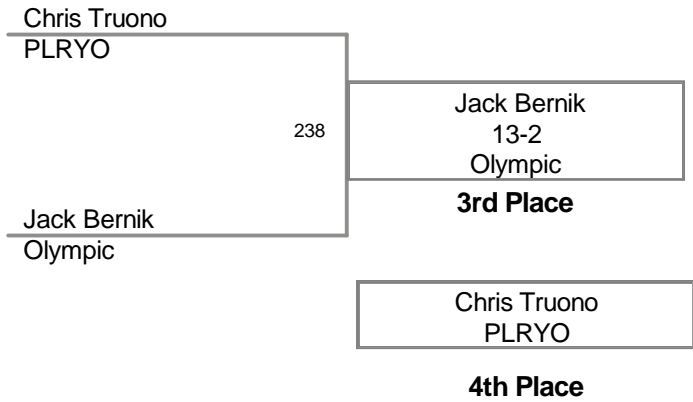 Chris Truono
PLRYO
238
Jack Bernik
13-2
Olympic
3rd Place
Jack Bernik
Olympic
Chris Truono
PLRYO
4th Place